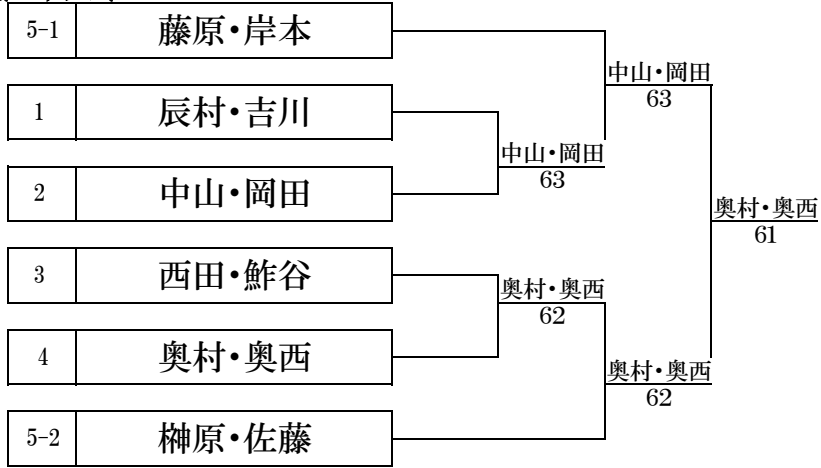 5-1 藤原・岸本
中山・岡田
63
1 辰村・吉川
中山・岡田
63
2 中山・岡田
奥村・奥西
61
3 西田・鮓谷
奥村・奥西
62
4 奥村・奥西
奥村・奥西
62
5-2 榊原・佐藤